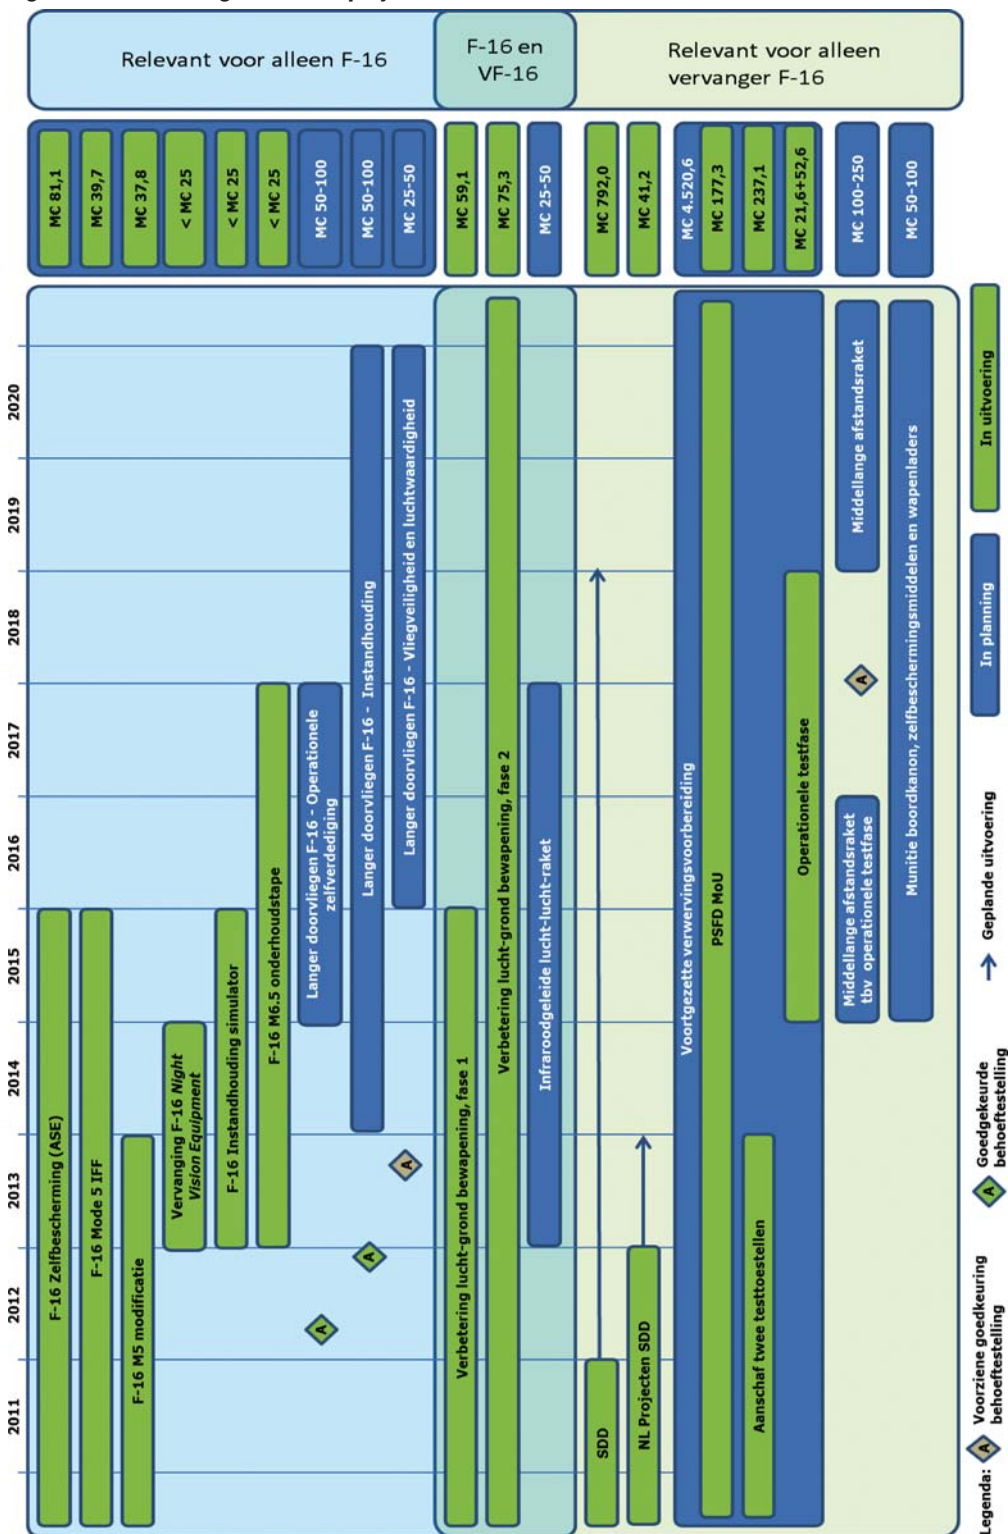 Relevant voor alleen F-16
F-16 en
VF-16
Relevant voor alleen
vervanger F-16
MC 81,1
MC 39,7
MC 37,8
< MC 25
< MC 25
< MC 25
MC 50-100
MC 50-100
MC 25-50
MC 59,1
MC 75,3
MC 25-50
MC 792,0
MC 41,2
MC 4.520,6
MC 177,3
MC 237,1
MC 21,6+52,6
MC 100-250
MC 50-100
2011
2012
2013
2014
2015
2016
2017
2018
2019
2020
F-16 Zelfbescherming (ASE)
F-16 Mode 5 IFF
F-16 M5 modificatie
Vervanging F-16 Night
Vision Equipment
F-16 Instandhouding simulator
F-16 M6.5 onderhoudstape
Langer doorvliegen F-16 - Operationele
zelfverdediging
A
Langer doorvliegen F-16 - Instandhouding
A
Langer doorvliegen F-16 - Vliegveiligheid en luchtwaardigheid
A
Verbetering lucht-grond bewapening, fase 1
Verbetering lucht-grond bewapening, fase 2
Infraroodgeleide lucht-lucht-raket
SDD
NL Projecten SDD
Voortgezette verwervingsvoorbereiding
PSFD MoU
Aanschaf twee testtoestellen
Operationele testfase
Middellange afstandsraket
tbv operationele testfase
A
Middellange afstandsraket
Munitie boordkanon, zelfbeschermingsmiddelen en wapenladers
Legenda:
A
Voorziene goedkeuring
behoeftestelling
A
Goedgekeurde
behoeftestelling
Geplande uitvoering
In planning
In uitvoering